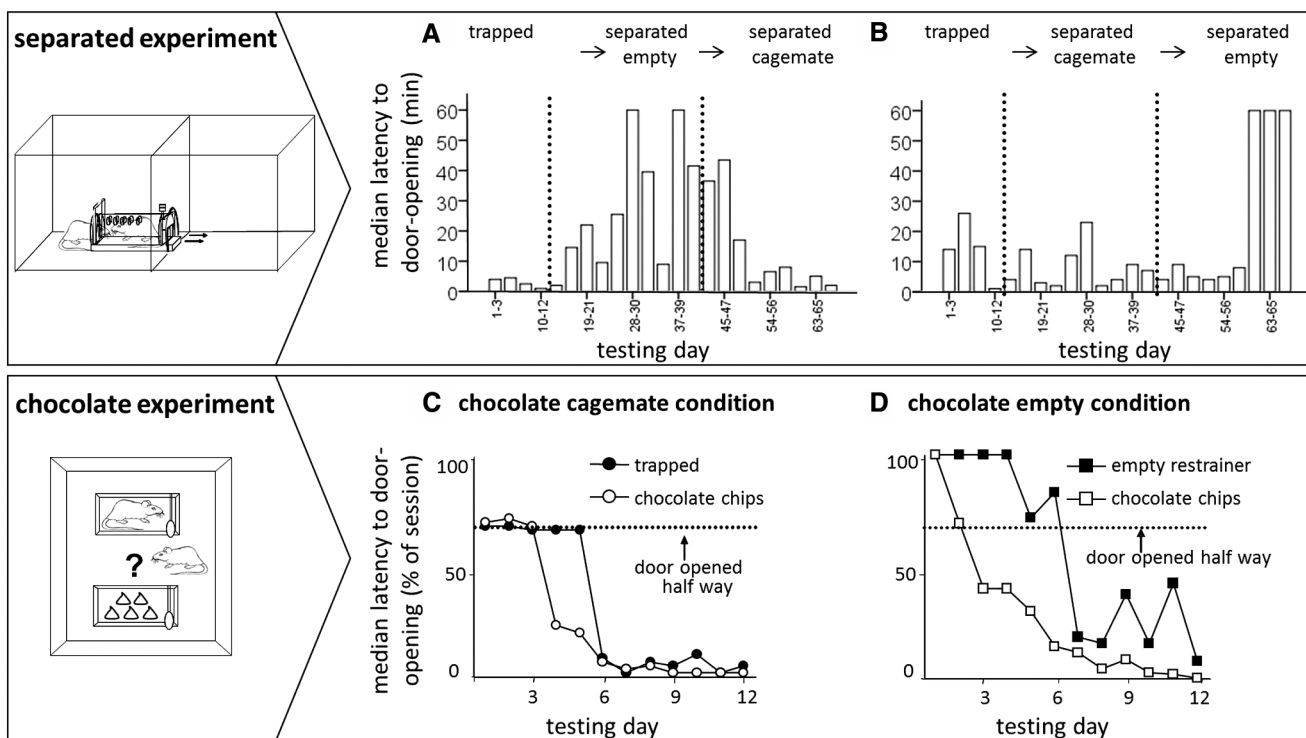 separated experiment
A
trapped
→ separated empty
→ separated cagemate
median latency to door-opening (min)
60
50
40
30
20
10
0
1-3
10-12
19-21
28-30
37-39
45-47
54-56
63-65
testing day
B
trapped
→ separated cagemate
→ separated empty
60
50
40
30
20
10
0
1-3
10-12
19-21
28-30
37-39
45-47
54-56
63-65
testing day
chocolate experiment
?
C chocolate cagemate condition
median latency to door-opening (% of session)
100
50
0
trapped
chocolate chips
door opened
half way
3
6
9
12
testing day
D chocolate empty condition
100
50
0
empty restrainer
chocolate chips
door opened
half way
3
6
9
12
testing day